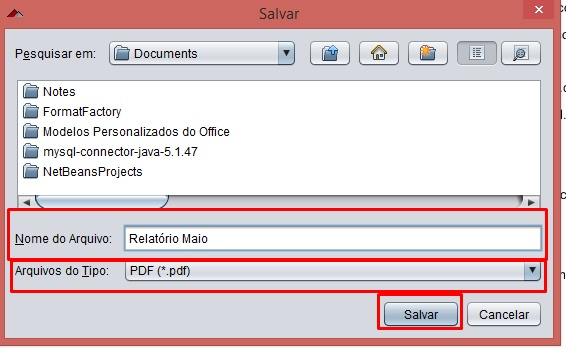 Salvar
Pesquisar em: Documents
Notes
FormatFactory
Modelos Personalizados do Office
mysql-connector-java-5.1.47
NetBeansProjects
Nome do Arquivo: Relatório Maio
Arquivos do Tipo: PDF (*.pdf)
Salvar Cancelar